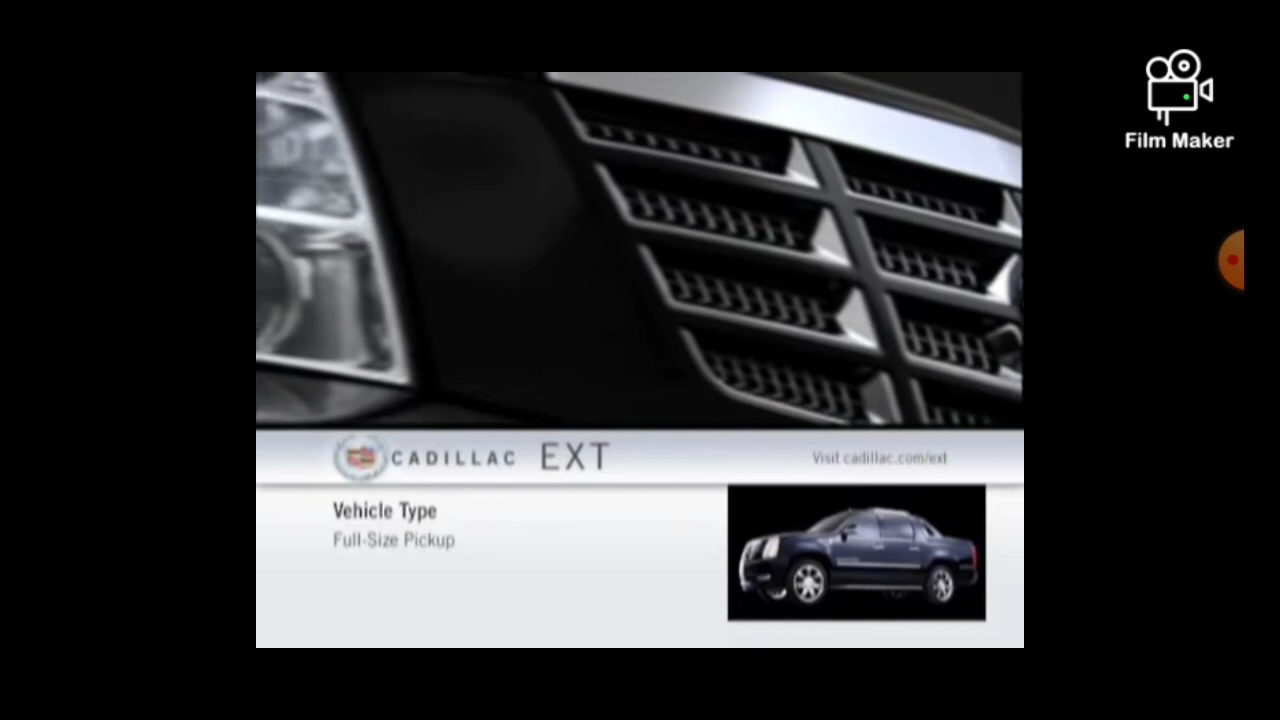 Film Maker
CADILLAC EXT
Visit cadillac.com/ext
Vehicle Type
Full-Size Pickup